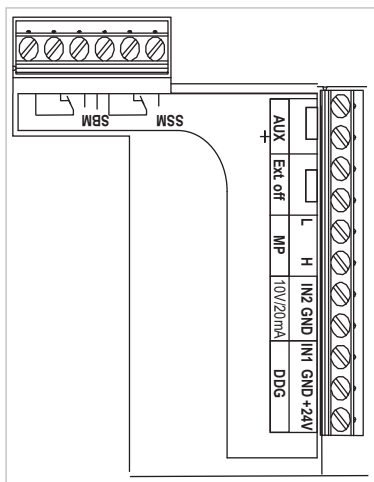 SBM
SSM
AUX
+
Ext off
L
MP
H
10V/20mA
IN2 GND
DDG
IN1 GND +24V